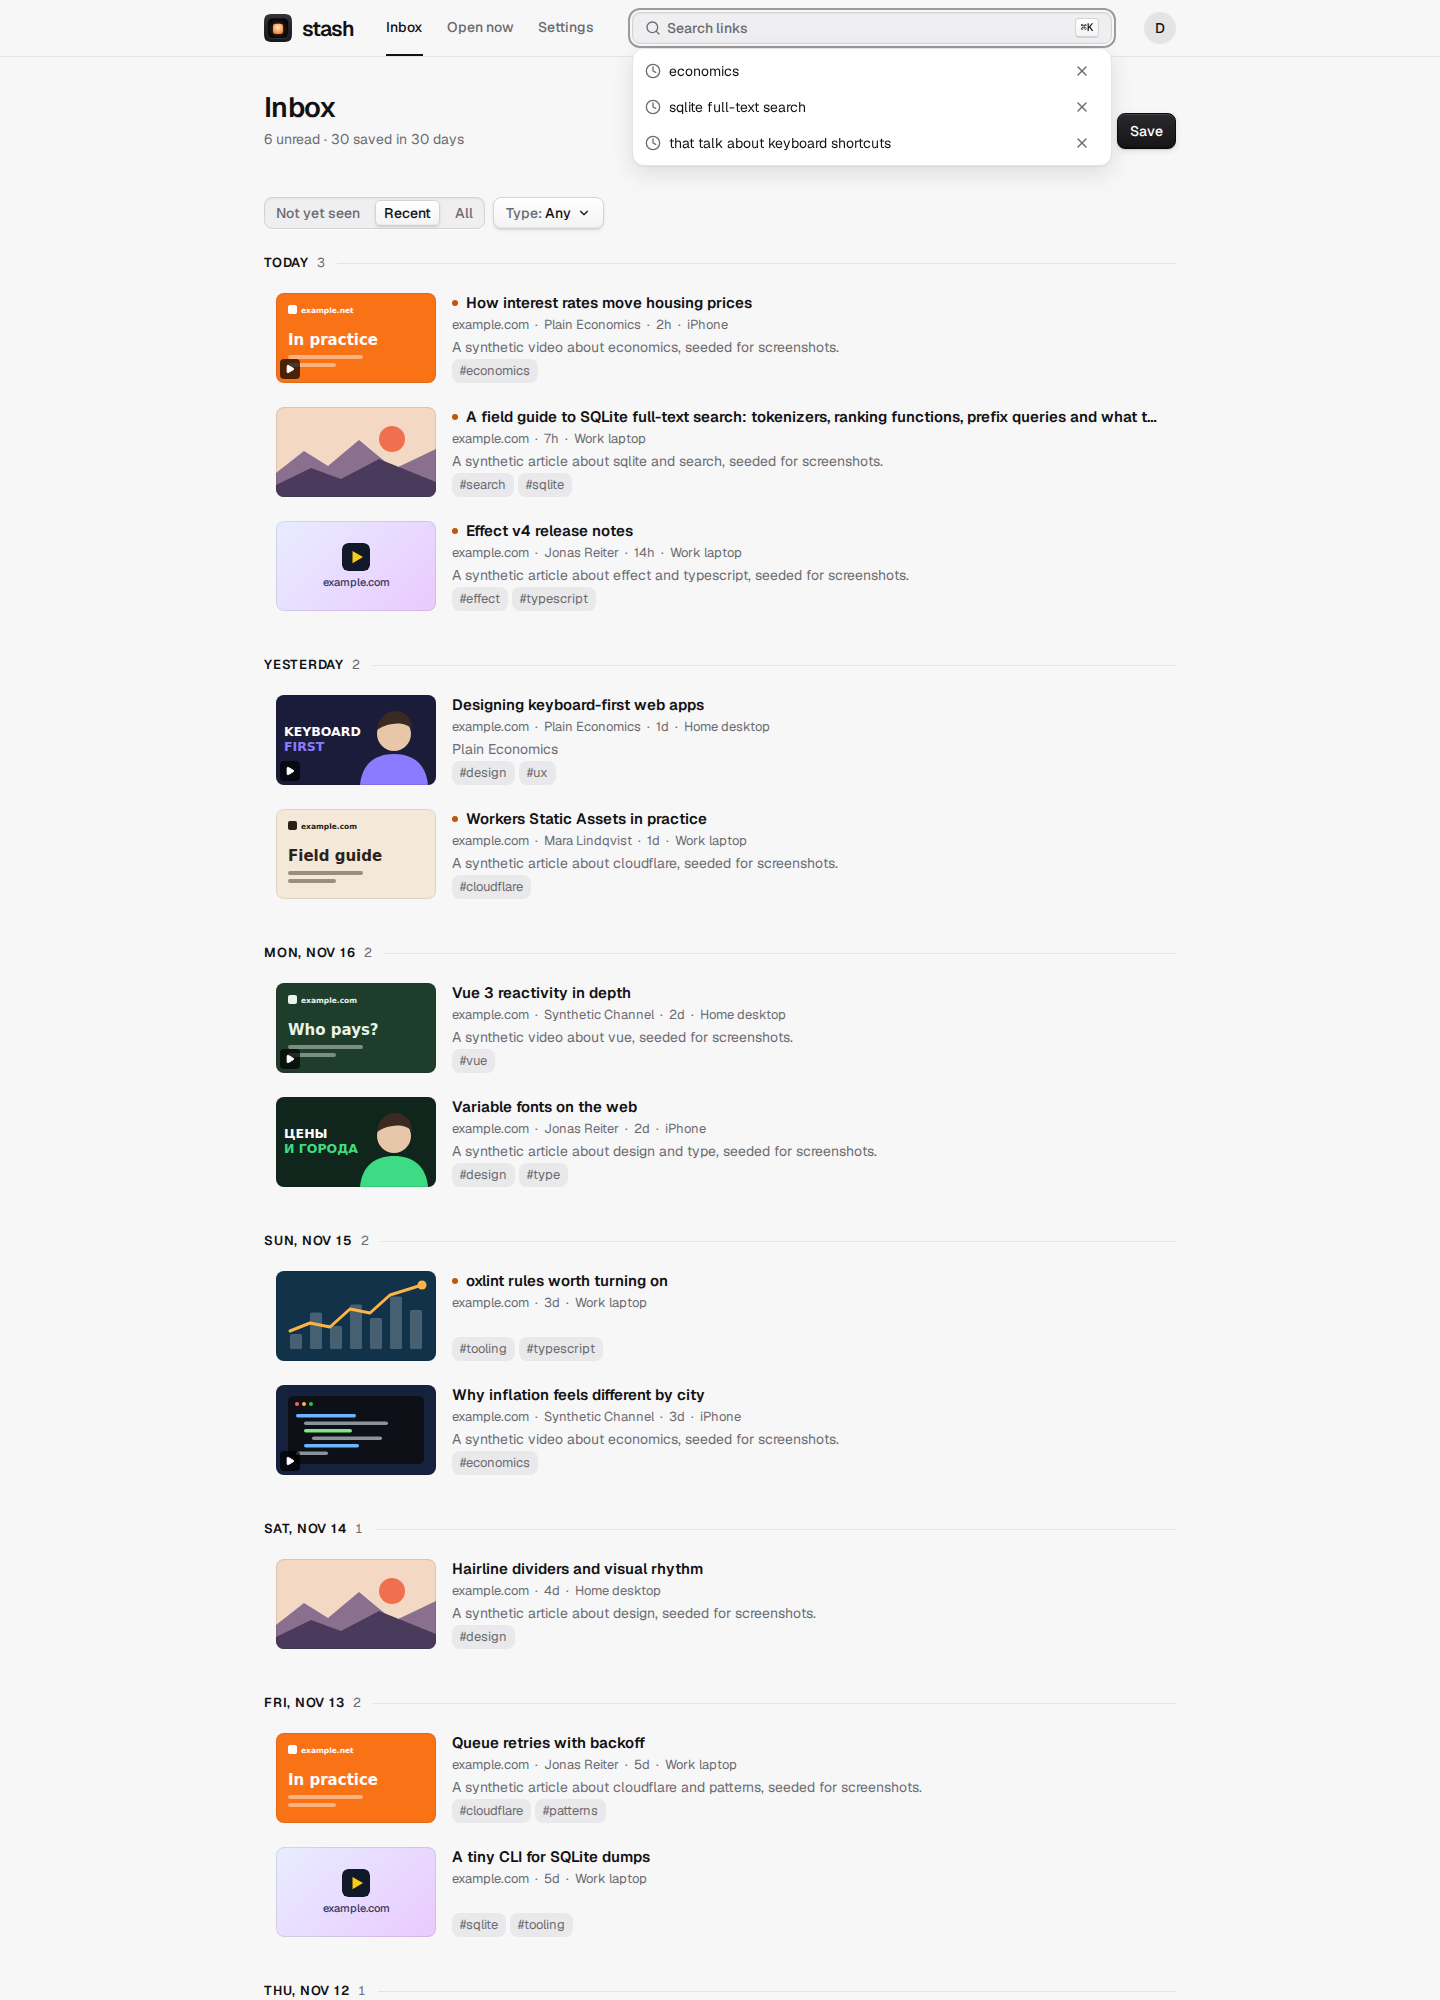 stash Inbox Open now Settings Search links ⌘K D
economics
sqlite full-text search
that talk about keyboard shortcuts
Inbox
6 unread · 30 saved in 30 days
Save
Not yet seen Recent All Type: Any
TODAY 3
example.net
In practice
How interest rates move housing prices
example.com · Plain Economics · 2h · iPhone
A synthetic video about economics, seeded for screenshots.
#economics
A field guide to SQLite full-text search: tokenizers, ranking functions, prefix queries and what t…
example.com · 7h · Work laptop
A synthetic article about sqlite and search, seeded for screenshots.
#search #sqlite
example.com
Effect v4 release notes
example.com · Jonas Reiter · 14h · Work laptop
A synthetic article about effect and typescript, seeded for screenshots.
#effect #typescript
YESTERDAY 2
KEYBOARD
FIRST
Designing keyboard-first web apps
example.com · Plain Economics · 1d · Home desktop
Plain Economics
#design #ux
example.com
Field guide
Workers Static Assets in practice
example.com · Mara Lindqvist · 1d · Work laptop
A synthetic article about cloudflare, seeded for screenshots.
#cloudflare
MON, NOV 16 2
example.com
Who pays?
Vue 3 reactivity in depth
example.com · Synthetic Channel · 2d · Home desktop
A synthetic video about vue, seeded for screenshots.
#vue
ЦЕНЫ
И ГОРОДА
Variable fonts on the web
example.com · Jonas Reiter · 2d · iPhone
A synthetic article about design and type, seeded for screenshots.
#design #type
SUN, NOV 15 2
oxlint rules worth turning on
example.com · 3d · Work laptop
#tooling #typescript
Why inflation feels different by city
example.com · Synthetic Channel · 3d · iPhone
A synthetic video about economics, seeded for screenshots.
#economics
SAT, NOV 14 1
Hairline dividers and visual rhythm
example.com · 4d · Home desktop
A synthetic article about design, seeded for screenshots.
#design
FRI, NOV 13 2
example.net
In practice
Queue retries with backoff
example.com · Jonas Reiter · 5d · Work laptop
A synthetic article about cloudflare and patterns, seeded for screenshots.
#cloudflare #patterns
example.com
A tiny CLI for SQLite dumps
example.com · 5d · Work laptop
#sqlite #tooling
THU, NOV 12 1